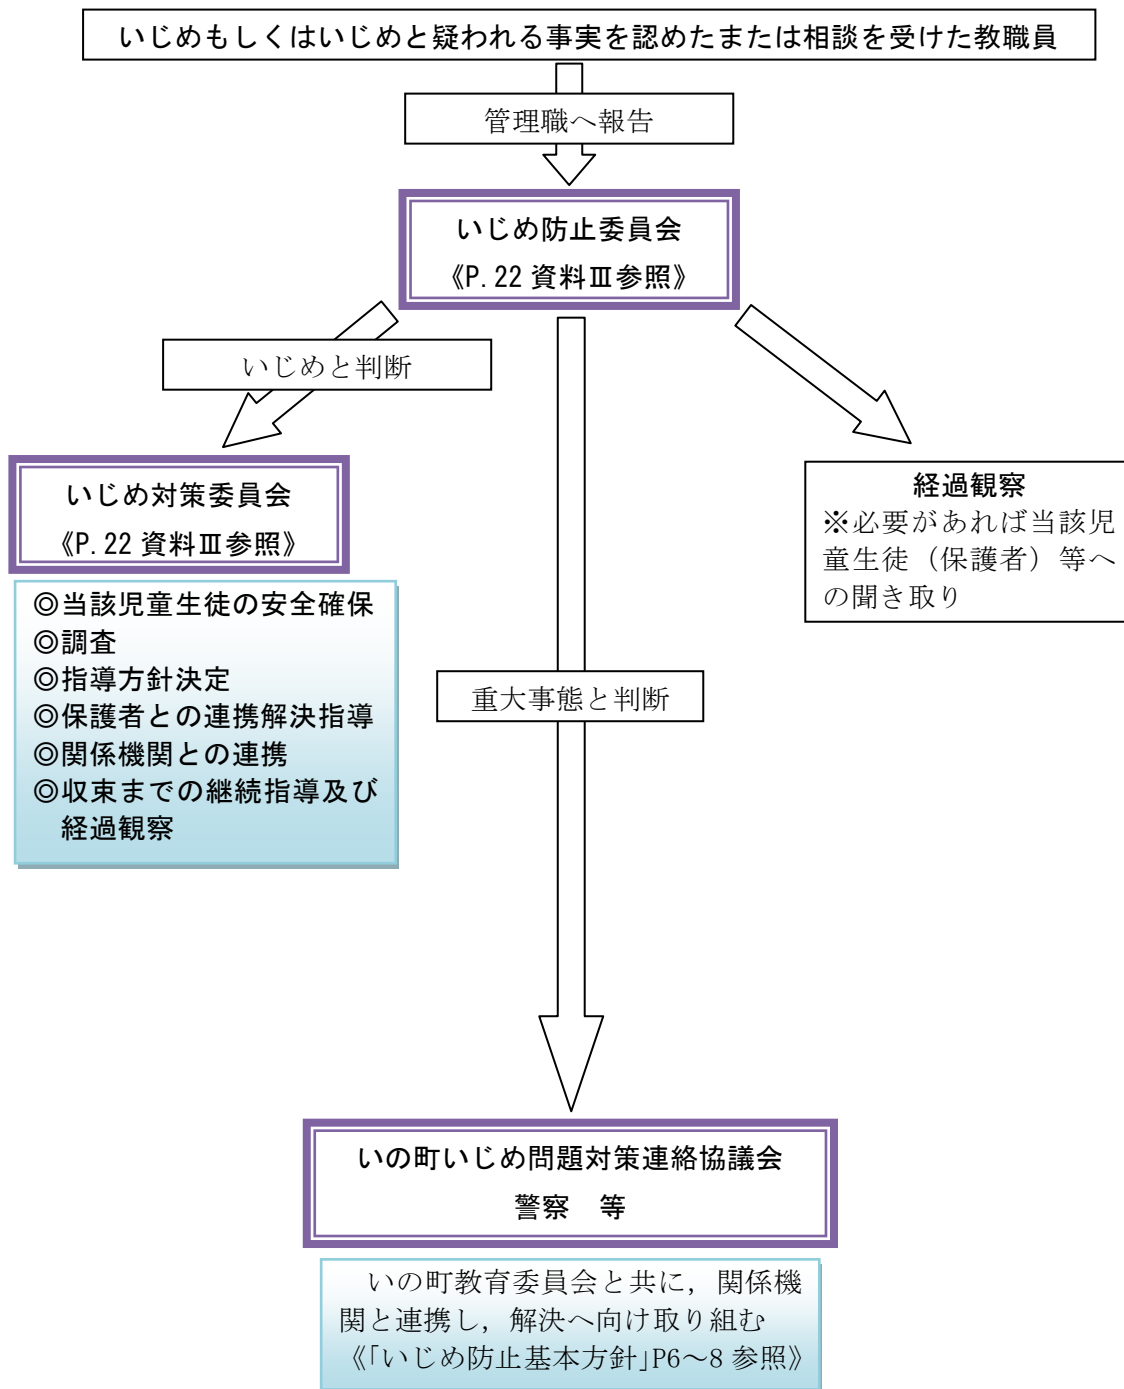 いじめもしくはいじめと疑われる事実を認めたまたは相談を受けた教職員
管理職へ報告
いじめ防止委員会
《P.22 資料Ⅲ参照》
いじめと判断
いじめ対策委員会
《P.22 資料Ⅲ参照》
◎当該児童生徒の安全確保
◎調査
◎指導方針決定
◎保護者との連携解決指導
◎関係機関との連携
◎収束までの継続指導及び
経過観察
経過観察
※必要があれば当該児
童生徒（保護者）等へ
の聞き取り
重大事態と判断
いの町いじめ問題対策連絡協議会
警察　等
いの町教育委員会と共に，関係機
関と連携し，解決へ向け取り組む
《「いじめ防止基本方針」P6～8 参照》